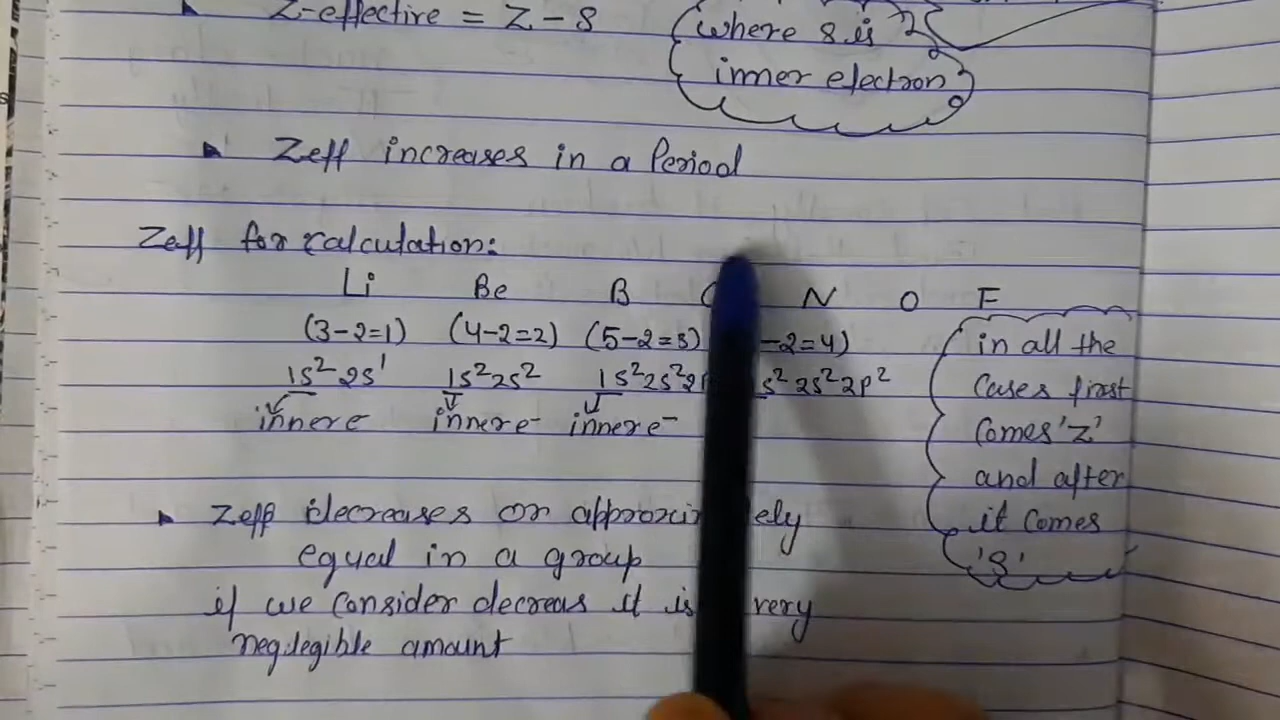 Z-effective = Z - S
(where S is
inner electron)
Zeff increases in a Period
Zeff for calculation:
Li Be B C N O F
(3-2=1) (4-2=2) (5-2=3) -2=4)
1s² 2s¹ 1s² 2s² 1s² 2s² 2p s² 2s² 2p²
inner e inner e⁻ inner e⁻
in all the
Cases first
Comes 'Z'
and after
it comes
'S'
Zeff decreases or approxi ely
equal in a group
if we consider decreas it is very
neglegible amount